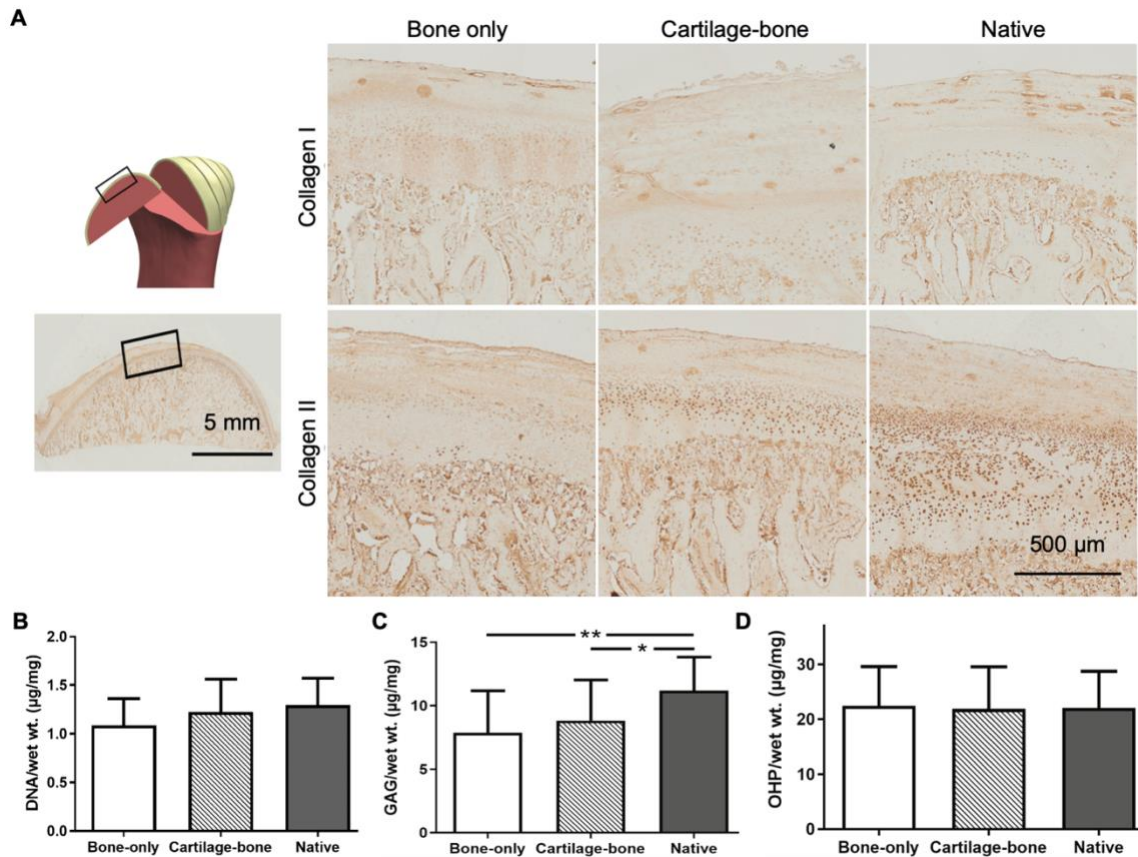 A
Bone only
Cartilage-bone
Native
Collagen I
Collagen II
5 mm
500 µm
B
DNA/wet wt. (µg/mg)
2.0
1.5
1.0
0.5
0.0
Bone-only
Cartilage-bone
Native
C
GAG/wet wt. (µg/mg)
15
10
5
0
**
*
Bone-only
Cartilage-bone
Native
D
OHP/wet wt. (µg/mg)
30
20
10
0
Bone-only
Cartilage-bone
Native